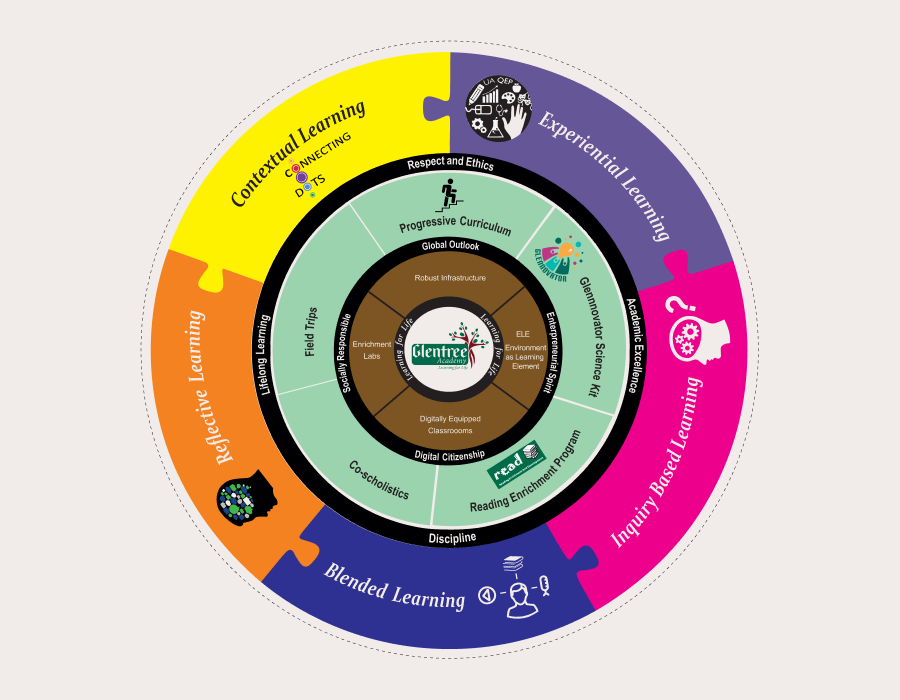 Contextual Learning
CONNECTING
DOTS
UA QEP
Experiential Learning
Inquiry Based Learning
Blended Learning
Reflective Learning
Respect and Ethics
Academic Excellence
Discipline
Lifelong Learning
Progressive Curriculum
GLENNOVATOR
Glennnovator Science Kit
read
Reading Enrichment Program
Co-scholistics
Field Trips
Global Outlook
Enterpreneurial Spirit
Digital Citizenship
Socially Responsible
Robust Infrastructure
ELE
Environment
as Learning
Element
Digitally Equipped
Classroooms
Enrichment
Labs
Learning for Life
Learning for Life
Glentree
Academy
Learning for Life